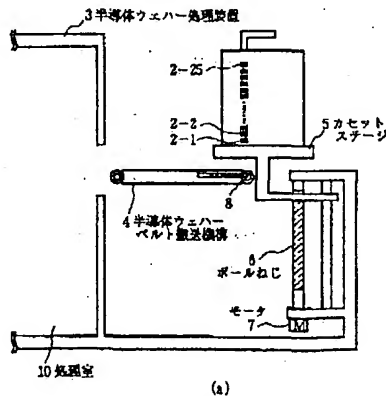 3半導体ウェハー処理装置
2-25
2-2
2-1
5カセット
ステージ
8
4半導体ウェハー
ベルト搬送機構
6
ボールねじ
モータ
7
M
10処理室
(a)